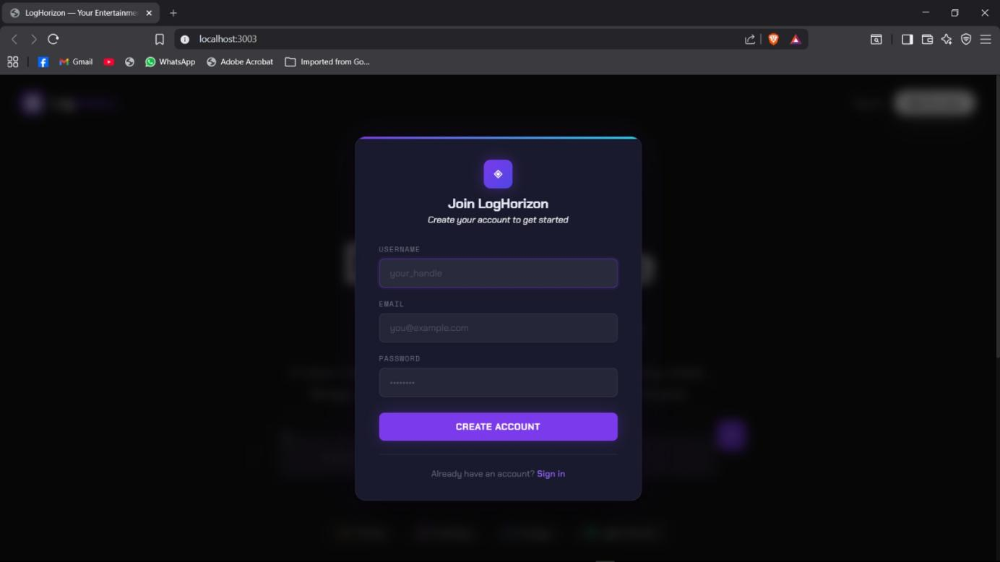 LogHorizon — Your Entertainme
localhost:3003
Gmail
WhatsApp
Adobe Acrobat
Imported from Go...
Join LogHorizon
Create your account to get started
USERNAME
your_handle
EMAIL
you@example.com
PASSWORD
CREATE ACCOUNT
Already have an account? Sign in